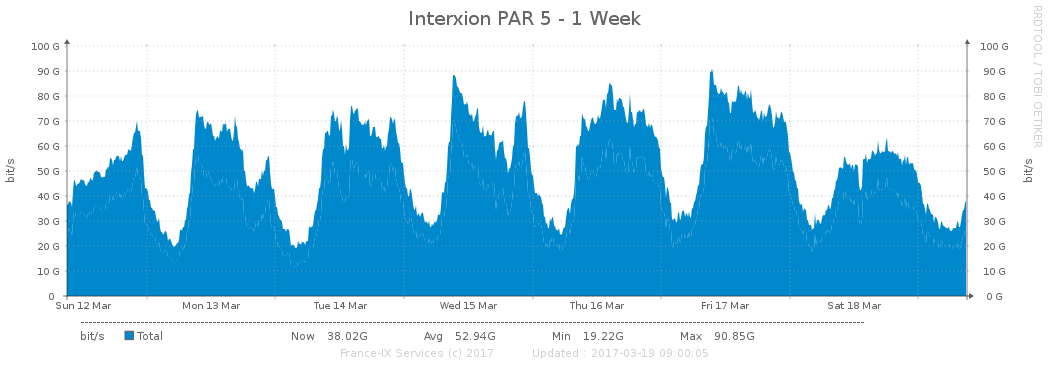 Interxion PAR 5 - 1 Week
RRDTOOL / TOBI OETIKER
100 G 100 G
90 G 90 G
80 G 80 G
70 G 70 G
60 G 60 G
50 G 50 G
40 G 40 G
30 G 30 G
20 G 20 G
10 G 10 G
0 0 G
bit/s bit/s
Sun 12 Mar Mon 13 Mar Tue 14 Mar Wed 15 Mar Thu 16 Mar Fri 17 Mar Sat 18 Mar
bit/s Total Now 38.02G Avg 52.94G Min 19.22G Max 90.85G
France-IX Services (c) 2017 Updated : 2017-03-19 09:00:05